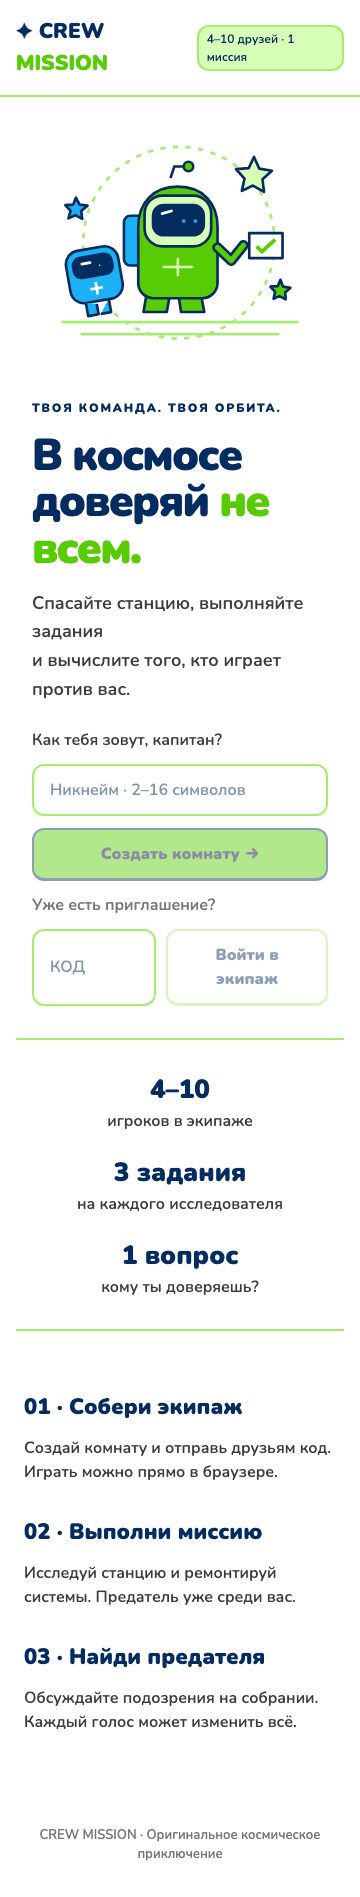 ✦ CREW
MISSION
4–10 друзей · 1
миссия
ТВОЯ КОМАНДА. ТВОЯ ОРБИТА.
В космосе
доверяй не
всем.
Спасайте станцию, выполняйте
задания
и вычислите того, кто играет
против вас.
Как тебя зовут, капитан?
Никнейм · 2–16 символов
Создать комнату →
Уже есть приглашение?
КОД
Войти в
экипаж
4–10
игроков в экипаже
3 задания
на каждого исследователя
1 вопрос
кому ты доверяешь?
01 · Собери экипаж
Создай комнату и отправь друзьям код.
Играть можно прямо в браузере.
02 · Выполни миссию
Исследуй станцию и ремонтируй
системы. Предатель уже среди вас.
03 · Найди предателя
Обсуждайте подозрения на собрании.
Каждый голос может изменить всё.
CREW MISSION · Оригинальное космическое
приключение